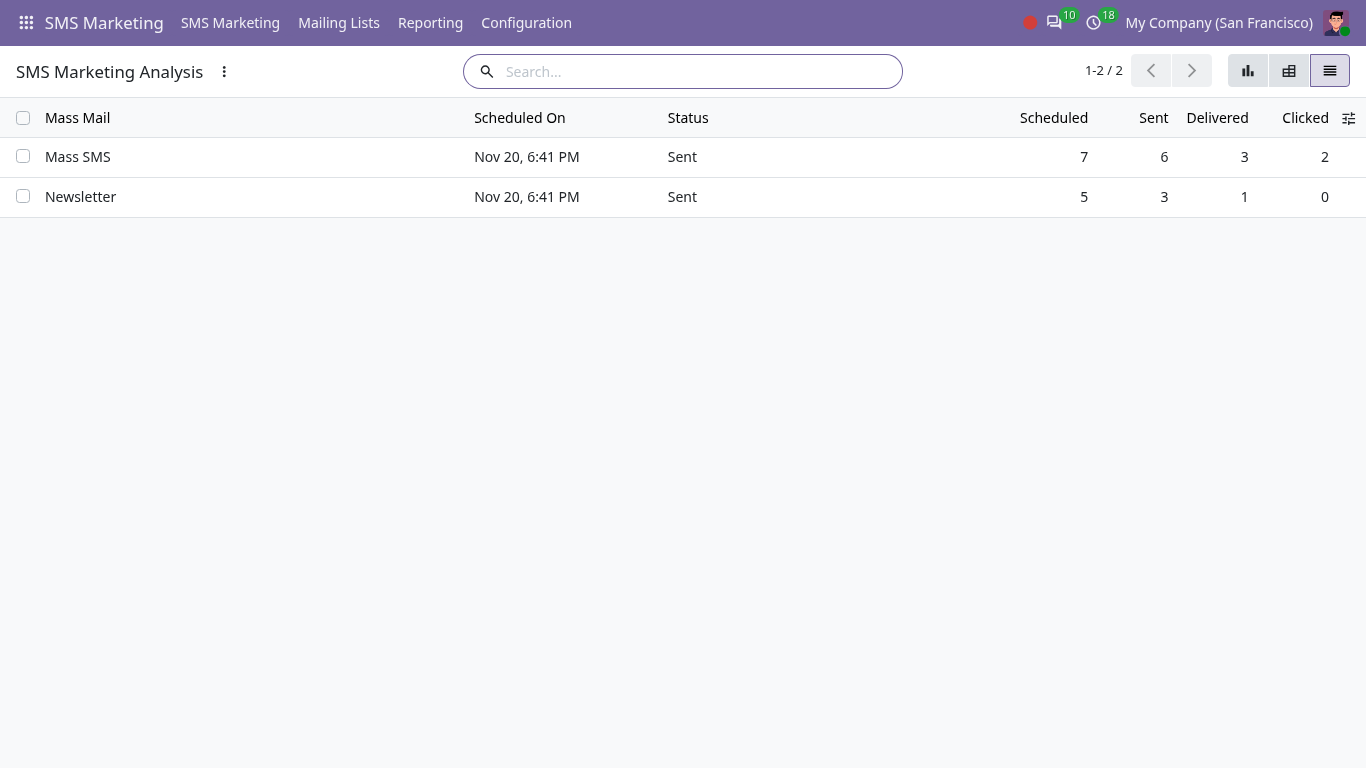 SMS Marketing SMS Marketing Mailing Lists Reporting Configuration 10 18 My Company (San Francisco)
SMS Marketing Analysis Search... 1-2 / 2
Mass Mail Scheduled On Status Scheduled Sent Delivered Clicked
Mass SMS Nov 20, 6:41 PM Sent 7 6 3 2
Newsletter Nov 20, 6:41 PM Sent 5 3 1 0